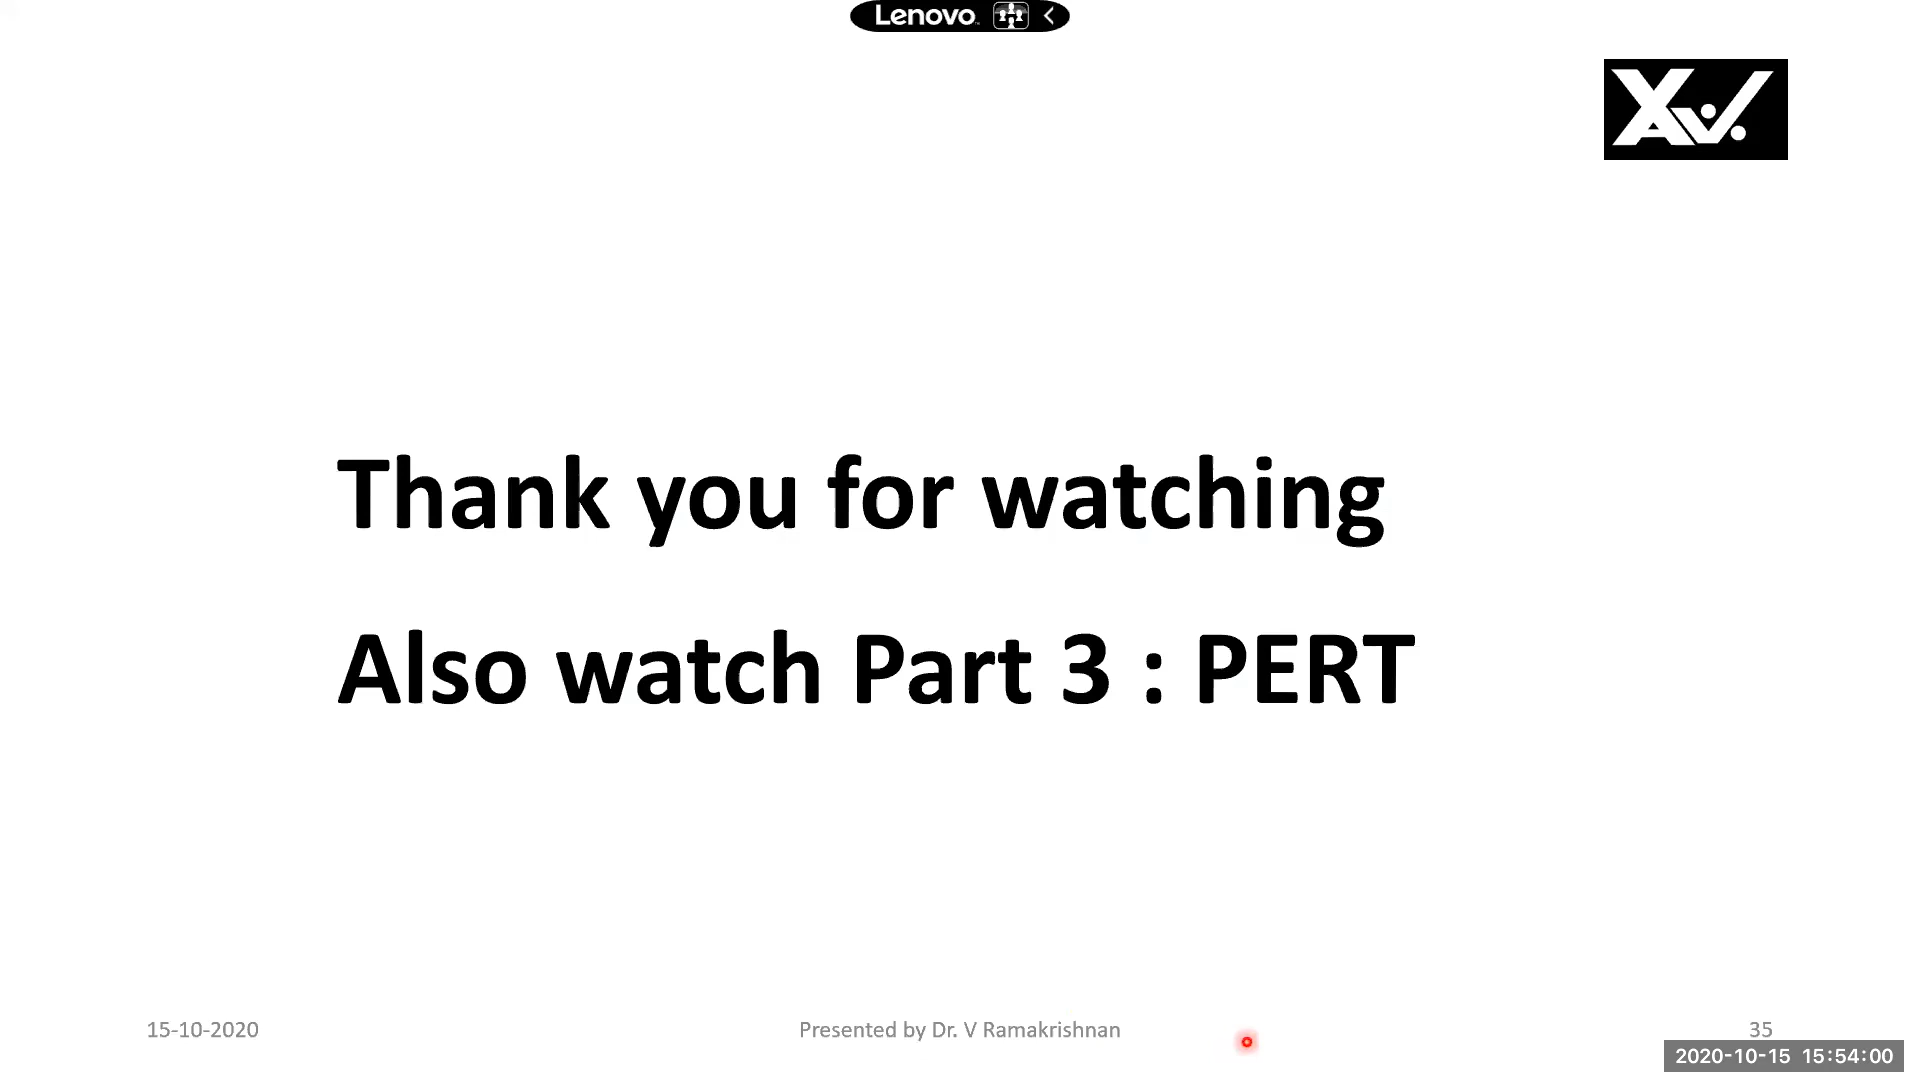 Lenovo
XAV.
Thank you for watching
Also watch Part 3 : PERT
15-10-2020
Presented by Dr. V Ramakrishnan
35
2020-10-15 15:54:00